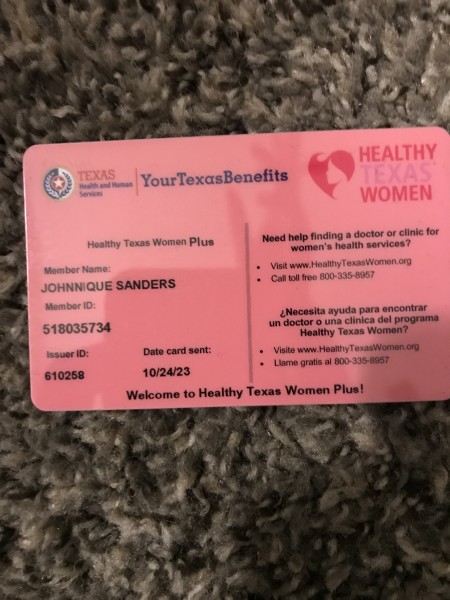 TEXAS
Health and Human
Services
YourTexasBenefits
HEALTHY
TEXAS
WOMEN
Healthy Texas Women Plus
Member Name:
JOHNNIQUE SANDERS
Member ID:
518035734
Issuer ID:
Date card sent:
610258
10/24/23
Need help finding a doctor or clinic for
women's health services?
• Visit www.HealthyTexasWomen.org
• Call toll free 800-335-8957
¿Necesita ayuda para encontrar
un doctor o una clínica del programa
Healthy Texas Women?
• Visite www.HealthyTexasWomen.org
• Llame gratis al 800-335-8957
Welcome to Healthy Texas Women Plus!